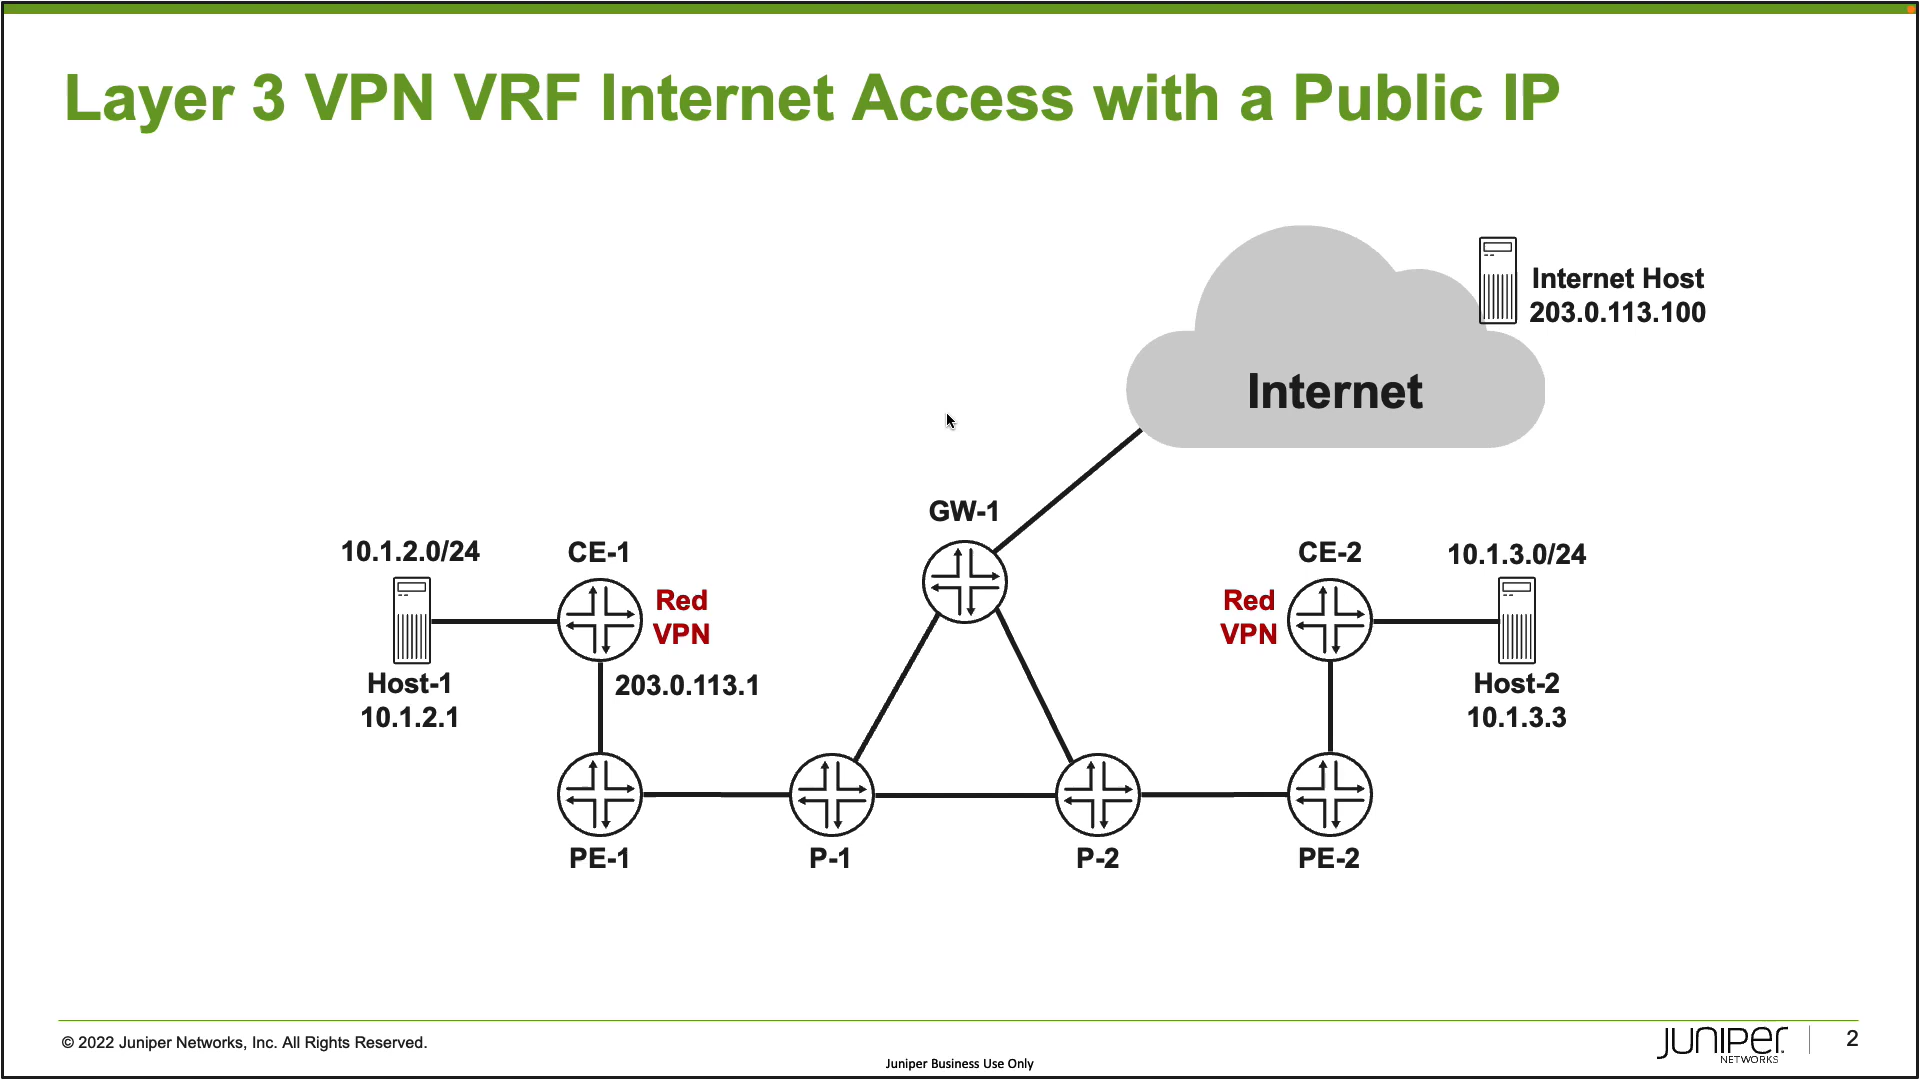 Layer 3 VPN VRF Internet Access with a Public IP
Internet Host
203.0.113.100
Internet
GW-1
10.1.2.0/24
CE-1
CE-2
10.1.3.0/24
Red
VPN
Red
VPN
Host-1
10.1.2.1
203.0.113.1
Host-2
10.1.3.3
PE-1
P-1
P-2
PE-2
© 2022 Juniper Networks, Inc. All Rights Reserved.
Juniper Business Use Only
JUNIPER
NETWORKS
2